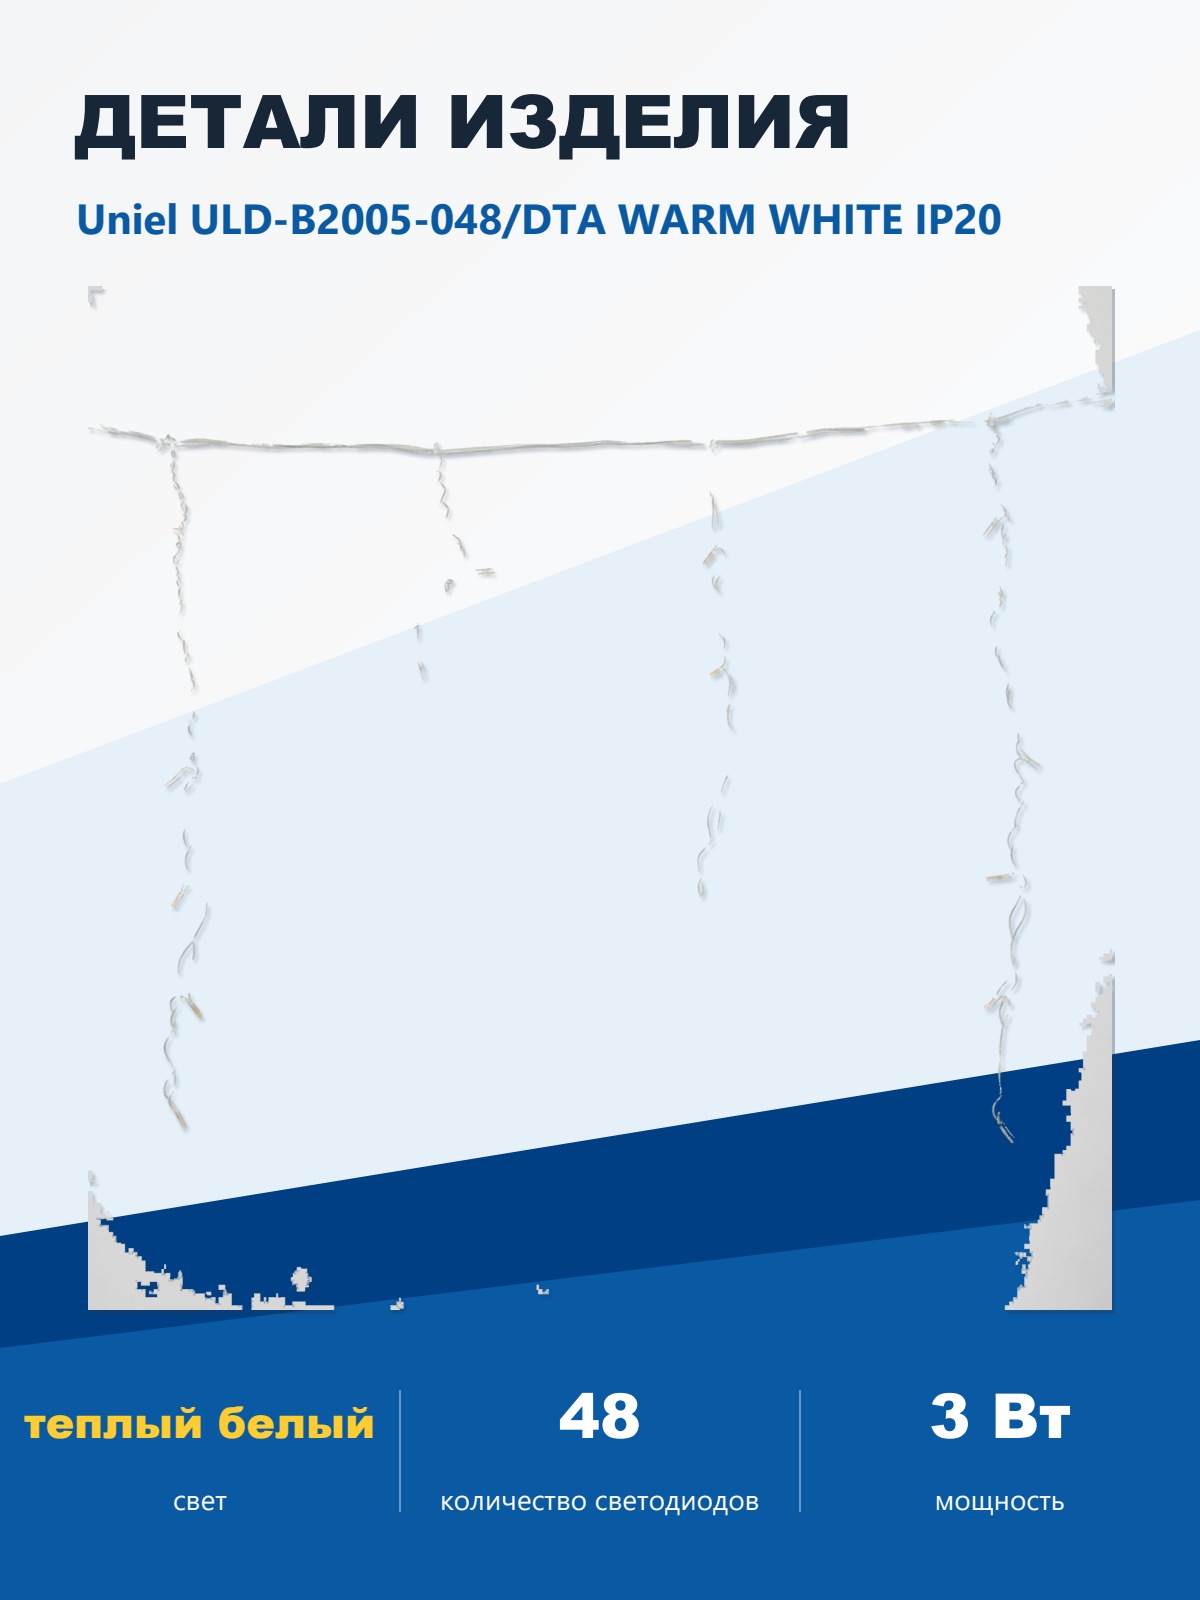 ДЕТАЛИ ИЗДЕЛИЯ
Uniel ULD-B2005-048/DTA WARM WHITE IP20
теплый белый
48
3 Вт
свет
количество светодиодов
мощность